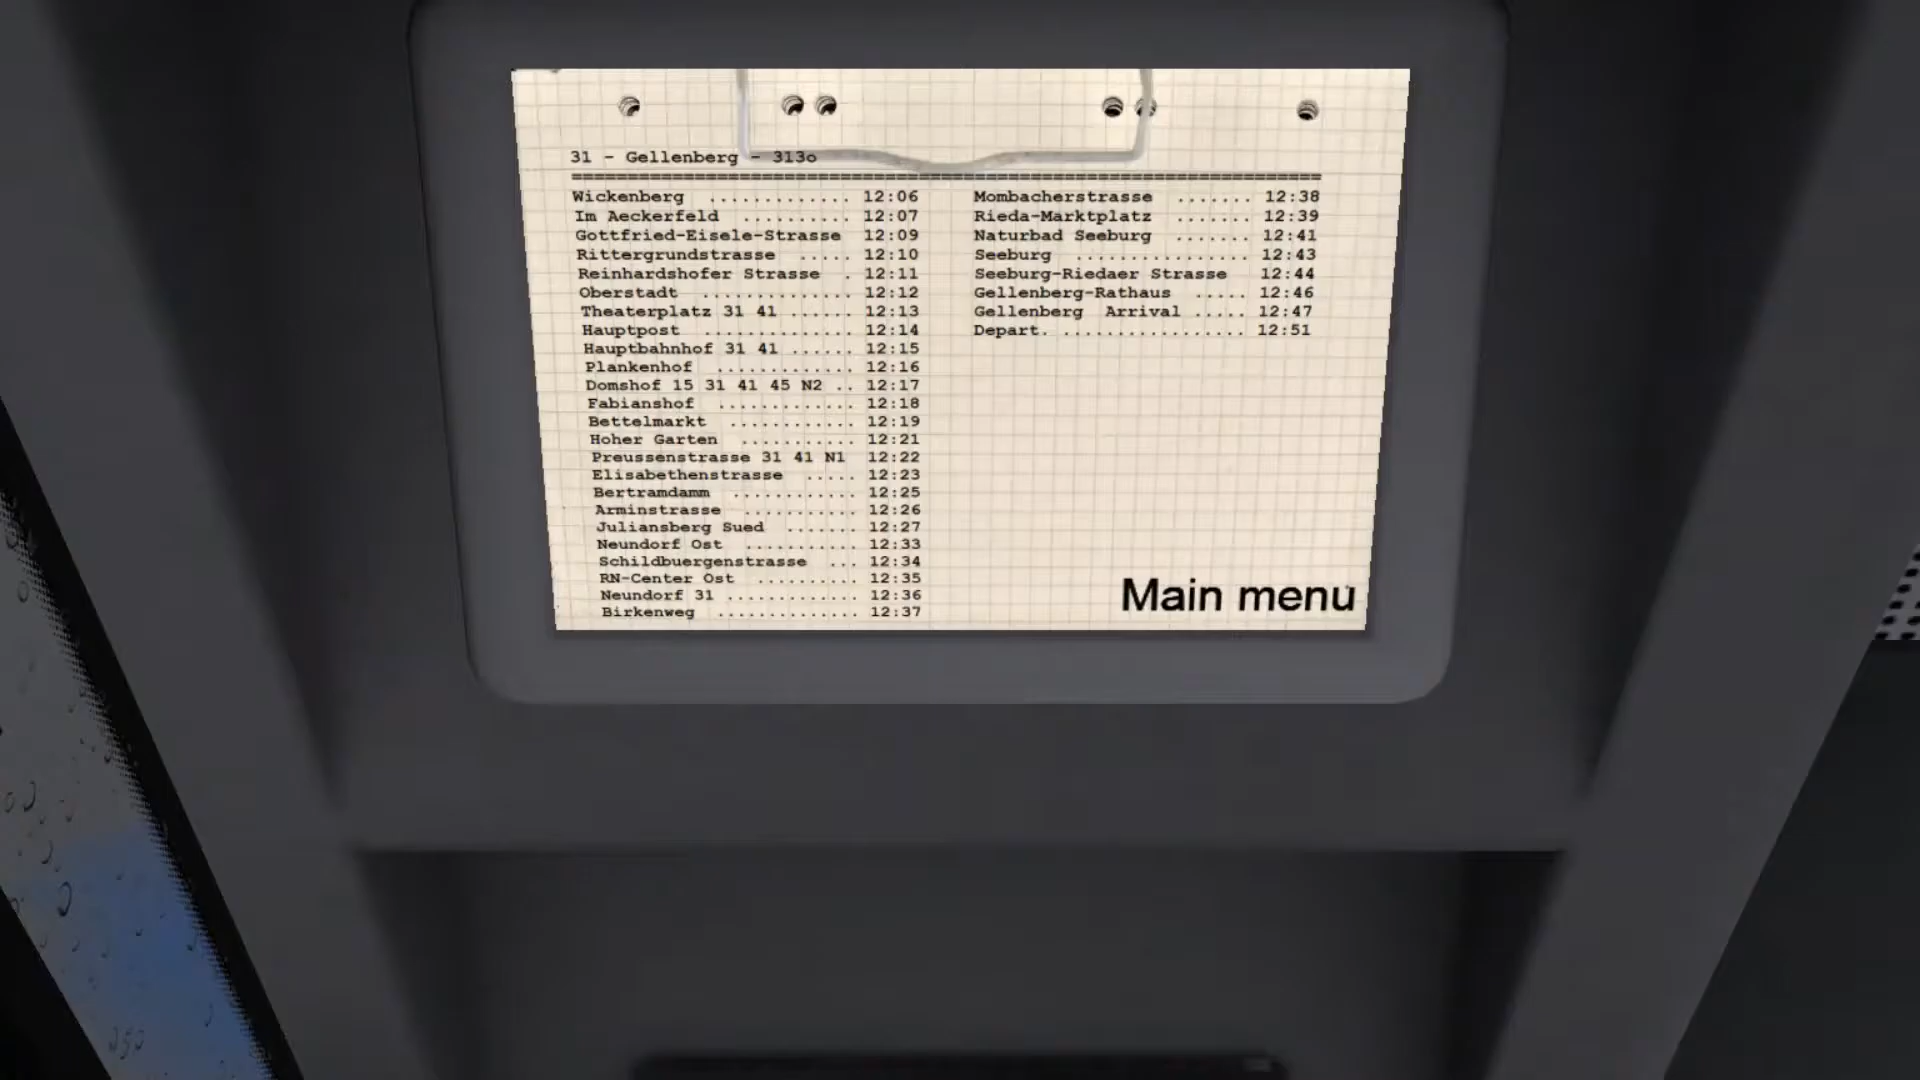 31 - Gellenberg - 313o
==========================================================================
Wickenberg ............. 12:06
Im Aeckerfeld .......... 12:07
Gottfried-Eisele-Strasse 12:09
Rittergrundstrasse ..... 12:10
Reinhardshofer Strasse . 12:11
Oberstadt .............. 12:12
Theaterplatz 31 41 ...... 12:13
Hauptpost .............. 12:14
Hauptbahnhof 31 41 ...... 12:15
Plankenhof ............. 12:16
Domshof 15 31 41 45 N2 .. 12:17
Fabianshof ............. 12:18
Bettelmarkt ............ 12:19
Hoher Garten ........... 12:21
Preussenstrasse 31 41 N1 12:22
Elisabethenstrasse ..... 12:23
Bertramdamm ............ 12:25
Arminstrasse ........... 12:26
Juliansberg Sued ....... 12:27
Neundorf Ost ........... 12:33
Schildbuergenstrasse ... 12:34
RN-Center Ost .......... 12:35
Neundorf 31 ............. 12:36
Birkenweg .............. 12:37
Mombacherstrasse ....... 12:38
Rieda-Marktplatz ....... 12:39
Naturbad Seeburg ....... 12:41
Seeburg ................ 12:43
Seeburg-Riedaer Strasse 12:44
Gellenberg-Rathaus ..... 12:46
Gellenberg Arrival ..... 12:47
Depart. ................. 12:51
Main menu